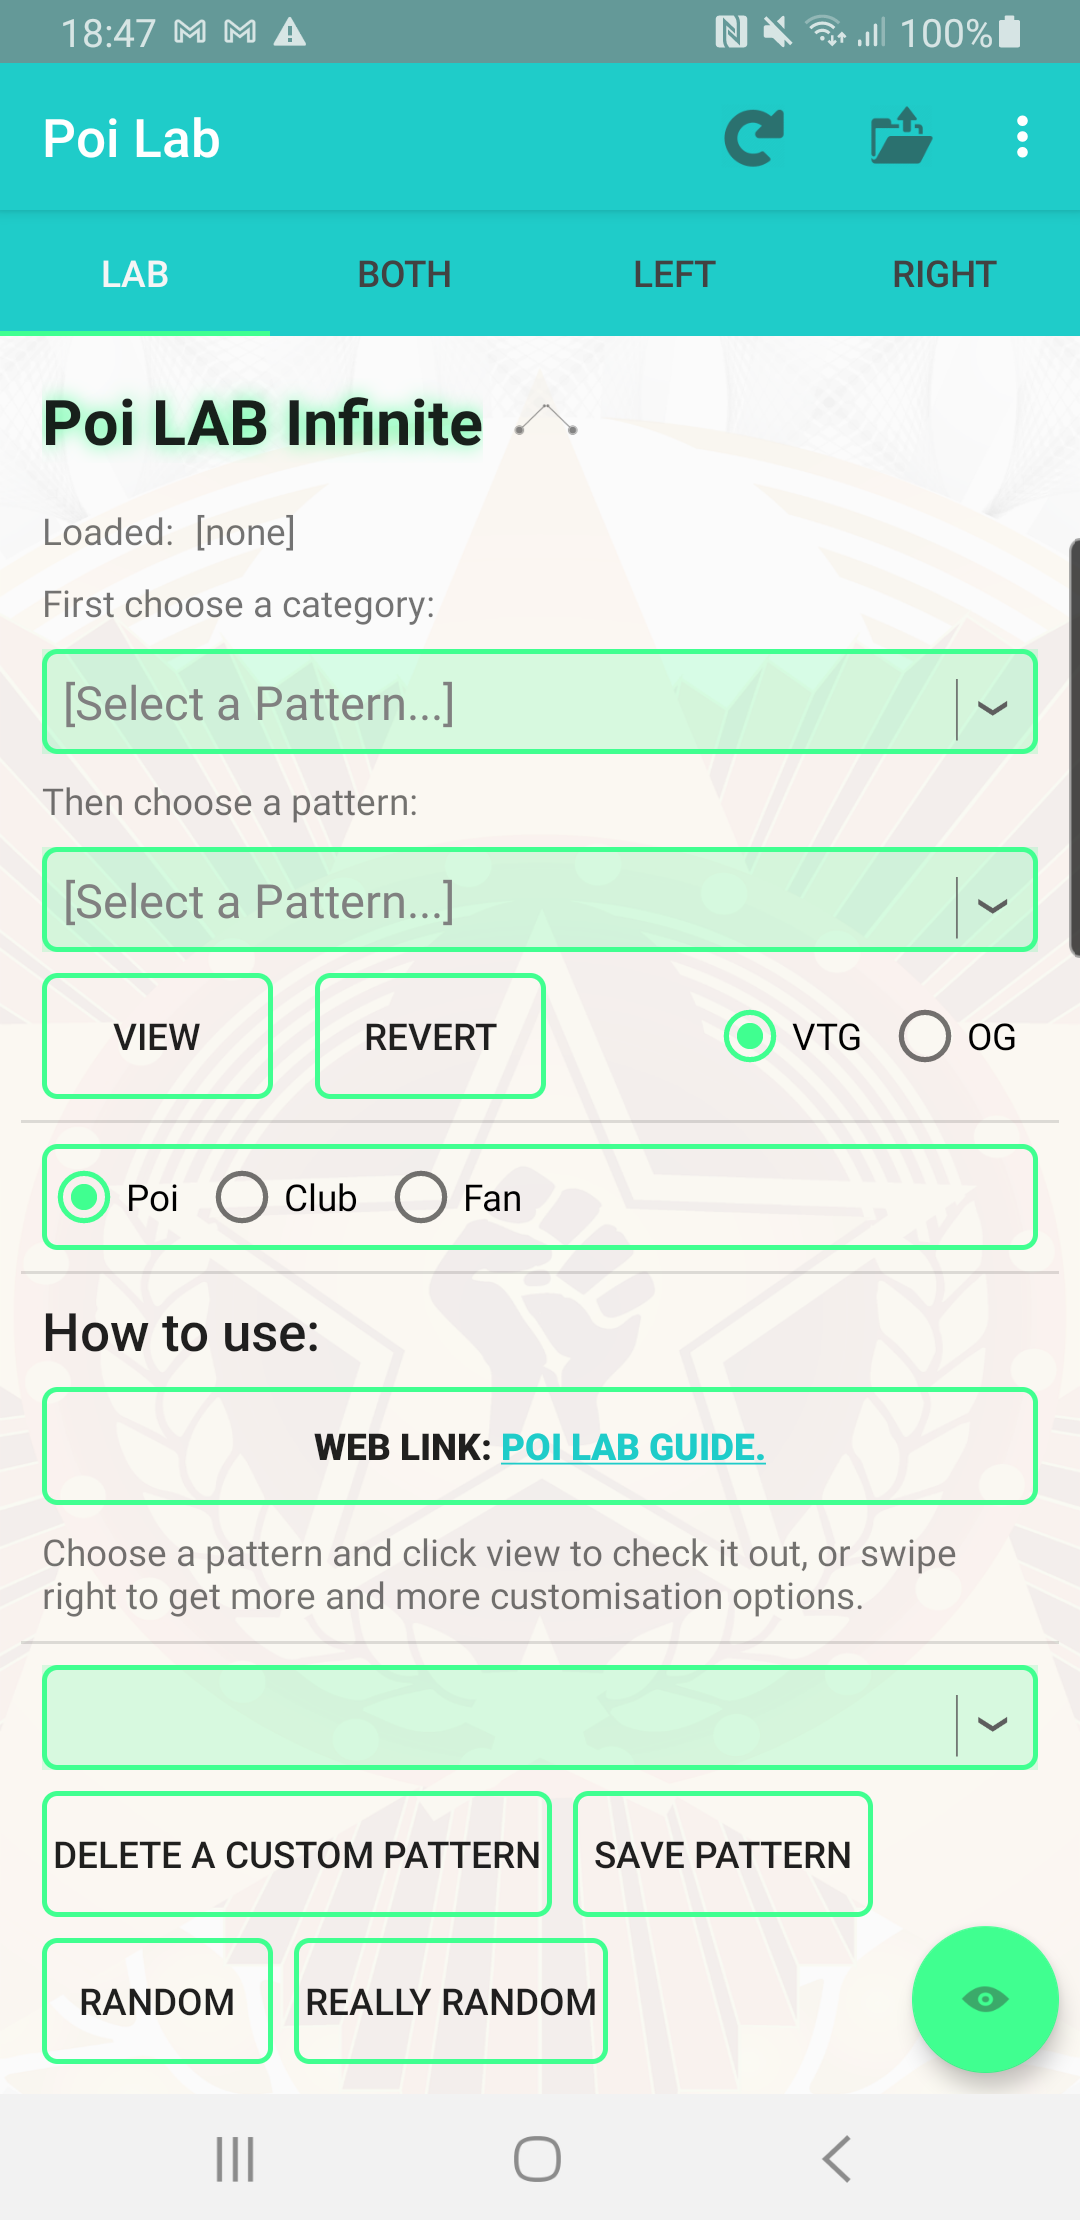 18:47 100%
Poi Lab
LAB BOTH LEFT RIGHT
Poi LAB Infinite
Loaded: [none]
First choose a category:
[Select a Pattern...]
Then choose a pattern:
[Select a Pattern...]
VIEW REVERT VTG OG
Poi Club Fan
How to use:
WEB LINK: POI LAB GUIDE.
Choose a pattern and click view to check it out, or swipe
right to get more and more customisation options.
DELETE A CUSTOM PATTERN SAVE PATTERN
RANDOM REALLY RANDOM